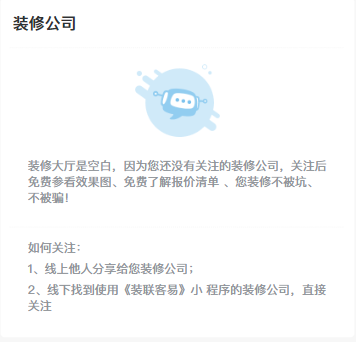 装修公司
装修大厅是空白，因为您还没有关注的装修公司，关注后
免费参看效果图、免费了解报价清单 、您装修不被坑、
不被骗！
如何关注：
1、线上他人分享给您装修公司；
2、线下找到使用《装联客易》小 程序的装修公司，直接
关注